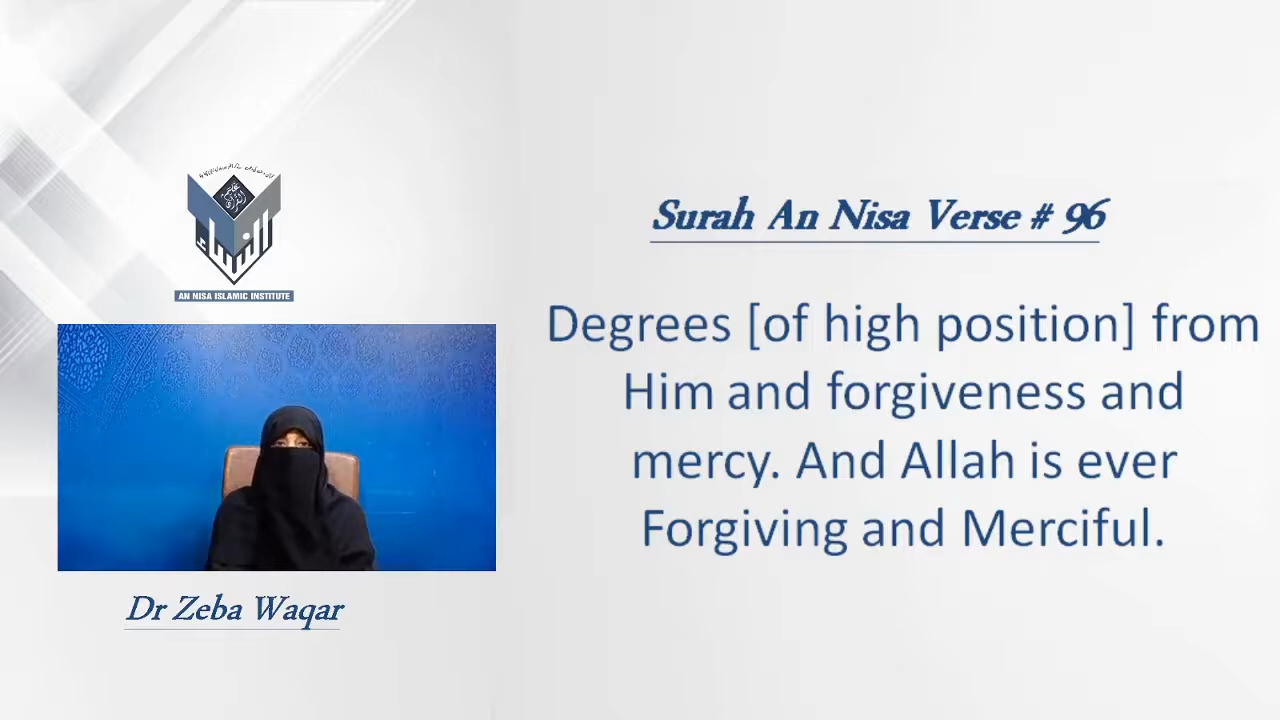 النساء
AN NISA ISLAMIC INSTITUTE
Dr Zeba Waqar
Surah An Nisa Verse # 96
Degrees [of high position] from
Him and forgiveness and
mercy. And Allah is ever
Forgiving and Merciful.